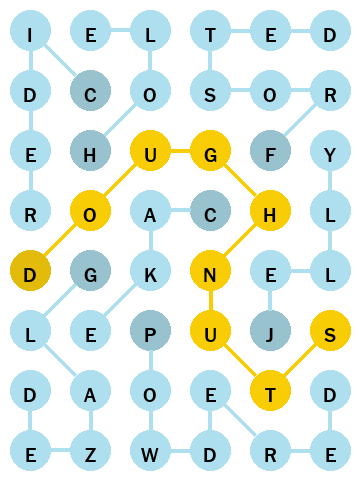 I E L T E D
D C O S O R
E H U G F Y
R O A C H L
D G K N E L
L E P U J S
D A O E T D
E Z W D R E